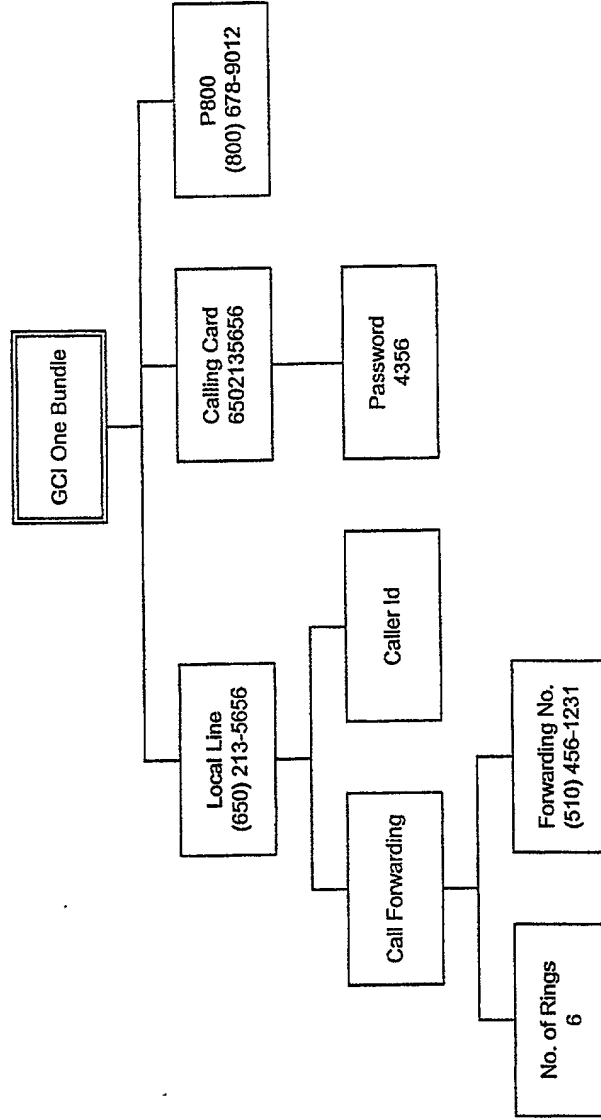 GCI One Bundle
Local Line
(650) 213-5656
Calling Card
6502135656
P800
(800) 678-9012
Call Forwarding
Caller Id
Password
4356
No. of Rings
6
Forwarding No.
(510) 456-1231